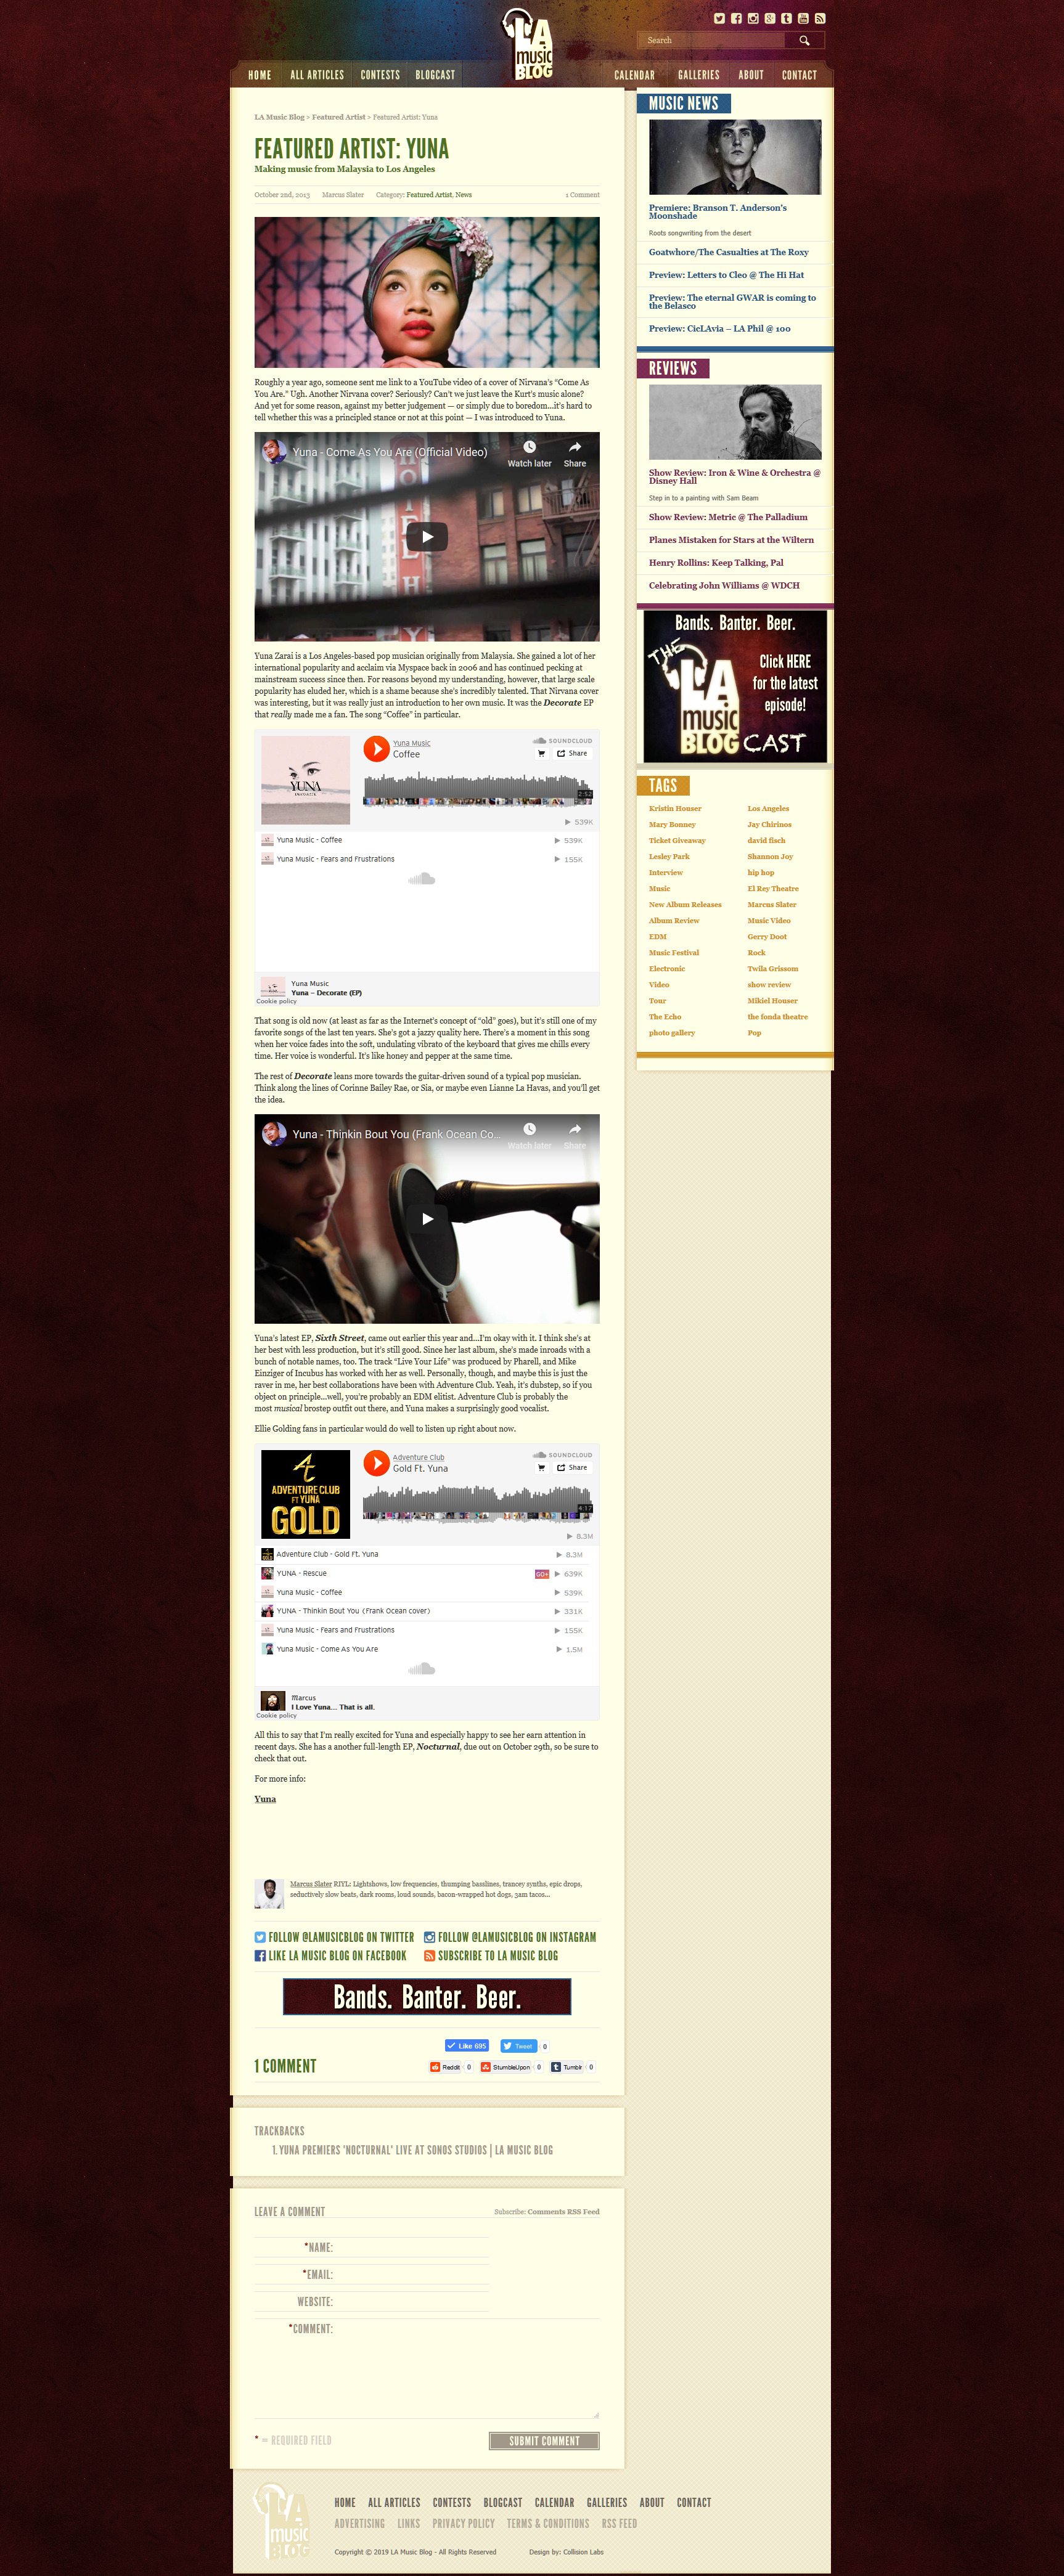 LA music BLOG
Search
HOME
ALL ARTICLES
CONTESTS
BLOGCAST
CALENDAR
GALLERIES
ABOUT
CONTACT
LA Music Blog > Featured Artist > Featured Artist: Yuna
FEATURED ARTIST: YUNA
Making music from Malaysia to Los Angeles
October 2nd, 2013 Marcus Slater Category: Featured Artist, News 1 Comment
Roughly a year ago, someone sent me link to a YouTube video of a cover of Nirvana's “Come As
You Are.” Ugh. Another Nirvana cover? Seriously? Can't we just leave the Kurt's music alone?
And yet for some reason, against my better judgement — or simply due to boredom...it's hard to
tell whether this was a principled stance or not at this point — I was introduced to Yuna.
Yuna - Come As You Are (Official Video)
Watch later
Share
HOTEL
Yuna Zarai is a Los Angeles-based pop musician originally from Malaysia. She gained a lot of her
international popularity and acclaim via Myspace back in 2006 and has continued pecking at
mainstream success since then. For reasons beyond my understanding, however, that large scale
popularity has eluded her, which is a shame because she's incredibly talented. That Nirvana cover
was interesting, but it was really just an introduction to her own music. It was the Decorate EP
that really made me a fan. The song “Coffee” in particular.
YUNA
Yuna Music
Coffee
SOUNDCLOUD
Share
2:52
539K
Yuna Music - Coffee 539K
Yuna Music - Fears and Frustrations 155K
Yuna Music
Yuna – Decorate (EP)
Cookie policy
That song is old now (at least as far as the Internet's concept of “old” goes), but it's still one of my
favorite songs of the last ten years. She's got a jazzy quality here. There's a moment in this song
when her voice fades into the soft, undulating vibrato of the keyboard that gives me chills every
time. Her voice is wonderful. It's like honey and pepper at the same time.
The rest of Decorate leans more towards the guitar-driven sound of a typical pop musician.
Think along the lines of Corinne Bailey Rae, or Sia, or maybe even Lianne La Havas, and you'll get
the idea.
Yuna - Thinkin Bout You (Frank Ocean Co...
Watch later
Share
Yuna's latest EP, Sixth Street, came out earlier this year and...I'm okay with it. I think she's at
her best with less production, but it's still good. Since her last album, she's made inroads with a
bunch of notable names, too. The track “Live Your Life” was produced by Pharell, and Mike
Einziger of Incubus has worked with her as well. Personally, though, and maybe this is just the
raver in me, her best collaborations have been with Adventure Club. Yeah, it's dubstep, so if you
object on principle...well, you're probably an EDM elitist. Adventure Club is probably the
most musical brostep outfit out there, and Yuna makes a surprisingly good vocalist.
Ellie Golding fans in particular would do well to listen up right about now.
ADVENTURE CLUB
FT YUNA
GOLD
Adventure Club
Gold Ft. Yuna
SOUNDCLOUD
Share
4:17
8.3M
Adventure Club - Gold Ft. Yuna 8.3M
YUNA - Rescue GO+ 639K
Yuna Music - Coffee 539K
YUNA - Thinkin Bout You (Frank Ocean cover) 331K
Yuna Music - Fears and Frustrations 155K
Yuna Music - Come As You Are 1.5M
Marcus
I Love Yuna... That is all.
Cookie policy
All this to say that I'm really excited for Yuna and especially happy to see her earn attention in
recent days. She has a another full-length EP, Nocturnal, due out on October 29th, so be sure to
check that out.
For more info:
Yuna
Marcus Slater RIYL: Lightshows, low frequencies, thumping basslines, trancey synths, epic drops,
seductively slow beats, dark rooms, loud sounds, bacon-wrapped hot dogs, 3am tacos...
FOLLOW @LAMUSICBLOG ON TWITTER
FOLLOW @LAMUSICBLOG ON INSTAGRAM
LIKE LA MUSIC BLOG ON FACEBOOK
SUBSCRIBE TO LA MUSIC BLOG
Bands. Banter. Beer.
Like 695
Tweet 0
1 COMMENT
Reddit 0
StumbleUpon 0
Tumblr 0
TRACKBACKS
1. YUNA PREMIERS 'NOCTURNAL' LIVE AT SONOS STUDIOS | LA MUSIC BLOG
LEAVE A COMMENT
Subscribe: Comments RSS Feed
*NAME:
*EMAIL:
WEBSITE:
*COMMENT:
* = REQUIRED FIELD
SUBMIT COMMENT
MUSIC NEWS
Premiere: Branson T. Anderson's
Moonshade
Roots songwriting from the desert
Goatwhore/The Casualties at The Roxy
Preview: Letters to Cleo @ The Hi Hat
Preview: The eternal GWAR is coming to
the Belasco
Preview: CicLAvia – LA Phil @ 100
REVIEWS
Show Review: Iron & Wine & Orchestra @
Disney Hall
Step in to a painting with Sam Beam
Show Review: Metric @ The Palladium
Planes Mistaken for Stars at the Wiltern
Henry Rollins: Keep Talking, Pal
Celebrating John Williams @ WDCH
Bands. Banter. Beer.
THE
LA music BLOG CAST
Click HERE
for the latest
episode!
TAGS
Kristin Houser
Los Angeles
Mary Bonney
Jay Chirinos
Ticket Giveaway
david fisch
Lesley Park
Shannon Joy
Interview
hip hop
Music
El Rey Theatre
New Album Releases
Marcus Slater
Album Review
Music Video
EDM
Gerry Doot
Music Festival
Rock
Electronic
Twila Grissom
Video
show review
Tour
Mikiel Houser
The Echo
the fonda theatre
photo gallery
Pop
LA music BLOG
HOME
ALL ARTICLES
CONTESTS
BLOGCAST
CALENDAR
GALLERIES
ABOUT
CONTACT
ADVERTISING
LINKS
PRIVACY POLICY
TERMS & CONDITIONS
RSS FEED
Copyright © 2019 LA Music Blog - All Rights Reserved
Design by: Collision Labs